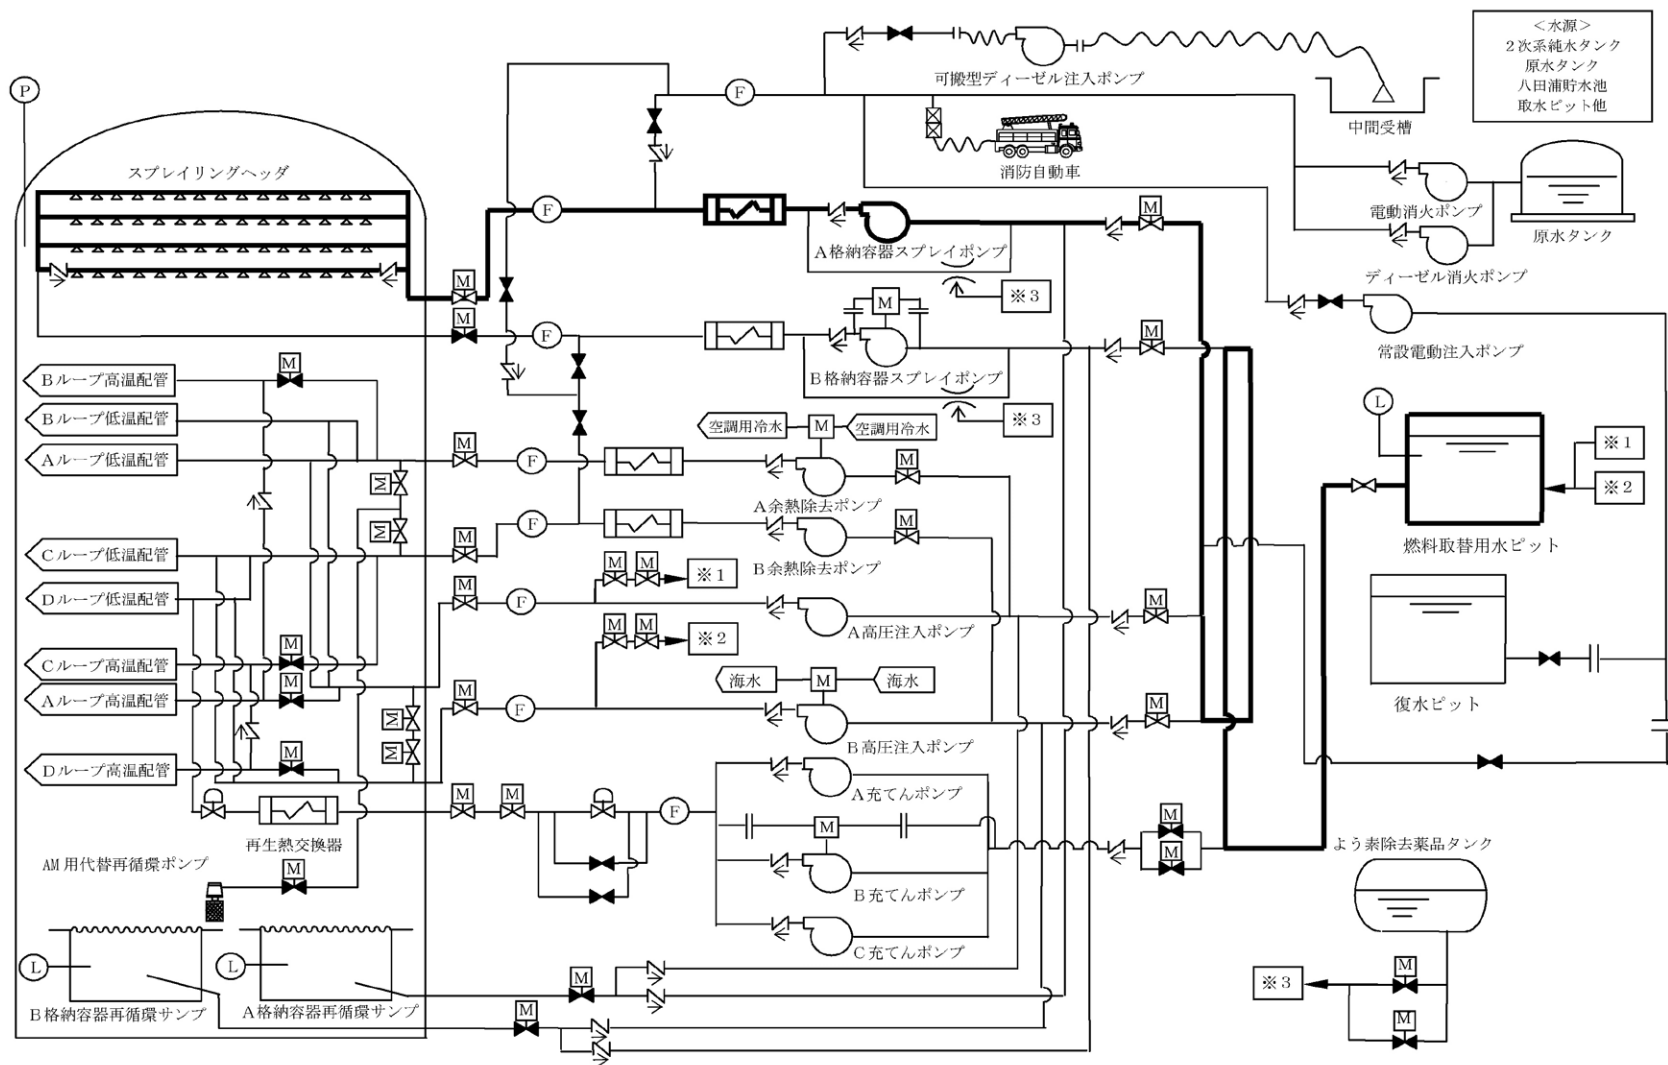 <水源>
2次系純水タンク
原水タンク
八田浦貯水池
取水ピット他
P
可搬型ディーゼル注入ポンプ
F
中間受槽
消防自動車
スプレイリングヘッダ
電動消火ポンプ
原水タンク
M
F
A格納容器スプレイポンプ
ディーゼル消火ポンプ
※3
M
M
M
F
M
常設電動注入ポンプ
B格納容器スプレイポンプ
※3
Bループ高温配管
M
Bループ低温配管
空調用冷水
M
空調用冷水
L
Aループ低温配管
M
F
M
※1
※2
M
A余熱除去ポンプ
M
Cループ低温配管
M
F
M
燃料取替用水ピット
B余熱除去ポンプ
M
M
※1
Dループ低温配管
M
F
M
A高圧注入ポンプ
M
M
※2
Cループ高温配管
M
Aループ高温配管
M
海水
M
海水
復水ピット
M
F
M
M
M
B高圧注入ポンプ
Dループ高温配管
M
A充てんポンプ
M
M
F
M
M
M
再生熱交換器
AM用代替再循環ポンプ
M
B充てんポンプ
よう素除去薬品タンク
C充てんポンプ
L
L
M
M
※3
B格納容器再循環サンプ
A格納容器再循環サンプ
M
M